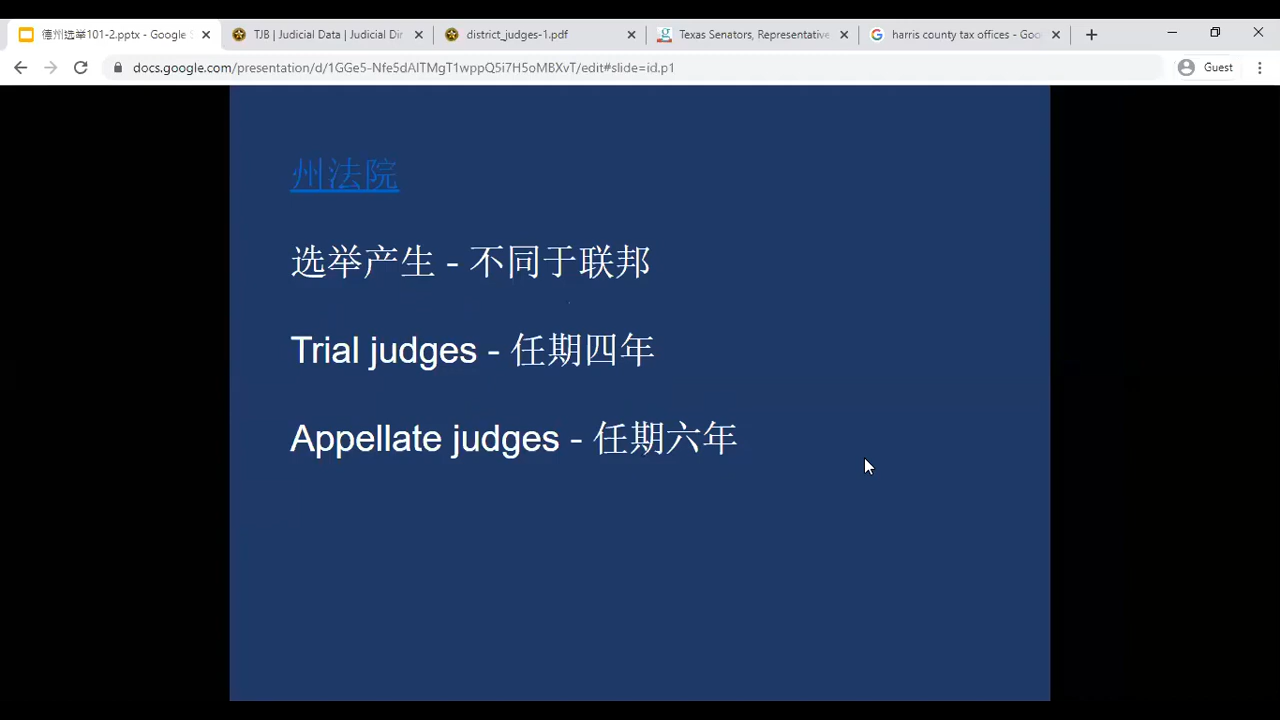 德州选举101-2.pptx - Google
TJB | Judicial Data | Judicial Dir
district_judges-1.pdf
Texas Senators, Representative
harris county tax offices - Goo
docs.google.com/presentation/d/1GGe5-Nfe5dAlTMgT1wppQ5i7H5oMBXvT/edit#slide=id.p1
Guest
州法院
选举产生 - 不同于联邦
Trial judges - 任期四年
Appellate judges - 任期六年